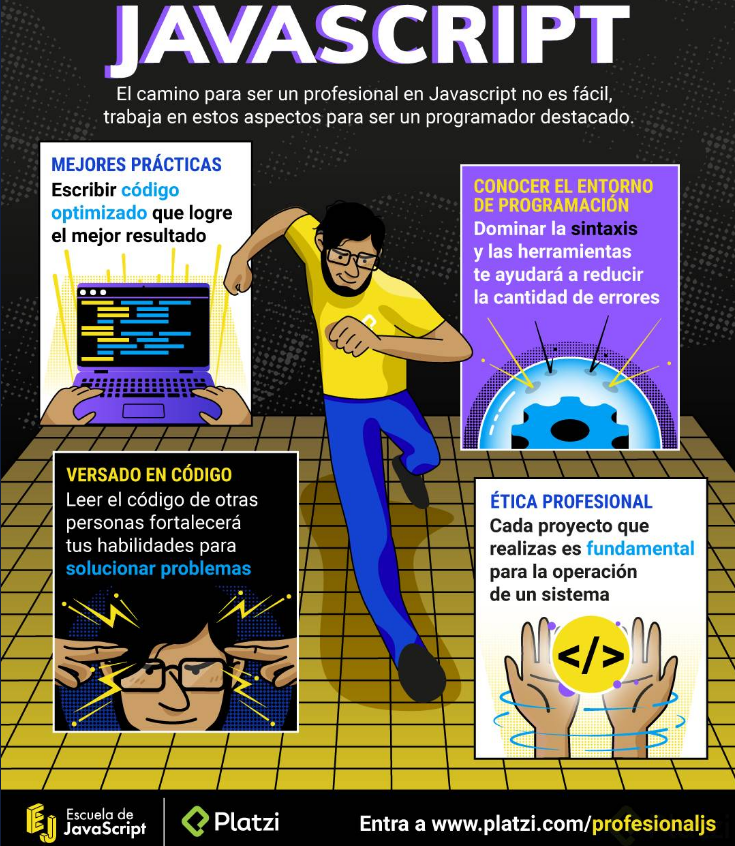 JAVASCRIPT
El camino para ser un profesional en Javascript no es fácil,
trabaja en estos aspectos para ser un programador destacado.
MEJORES PRÁCTICAS
Escribir código
optimizado que logre
el mejor resultado
CONOCER EL ENTORNO
DE PROGRAMACIÓN
Dominar la sintaxis
y las herramientas
te ayudará a reducir
la cantidad de errores
VERSADO EN CÓDIGO
Leer el código de otras
personas fortalecerá
tus habilidades para
solucionar problemas
ÉTICA PROFESIONAL
Cada proyecto que
realizas es fundamental
para la operación
de un sistema
</>
EJ
Escuela de
JavaScript
Platzi
Entra a www.platzi.com/profesionaljs